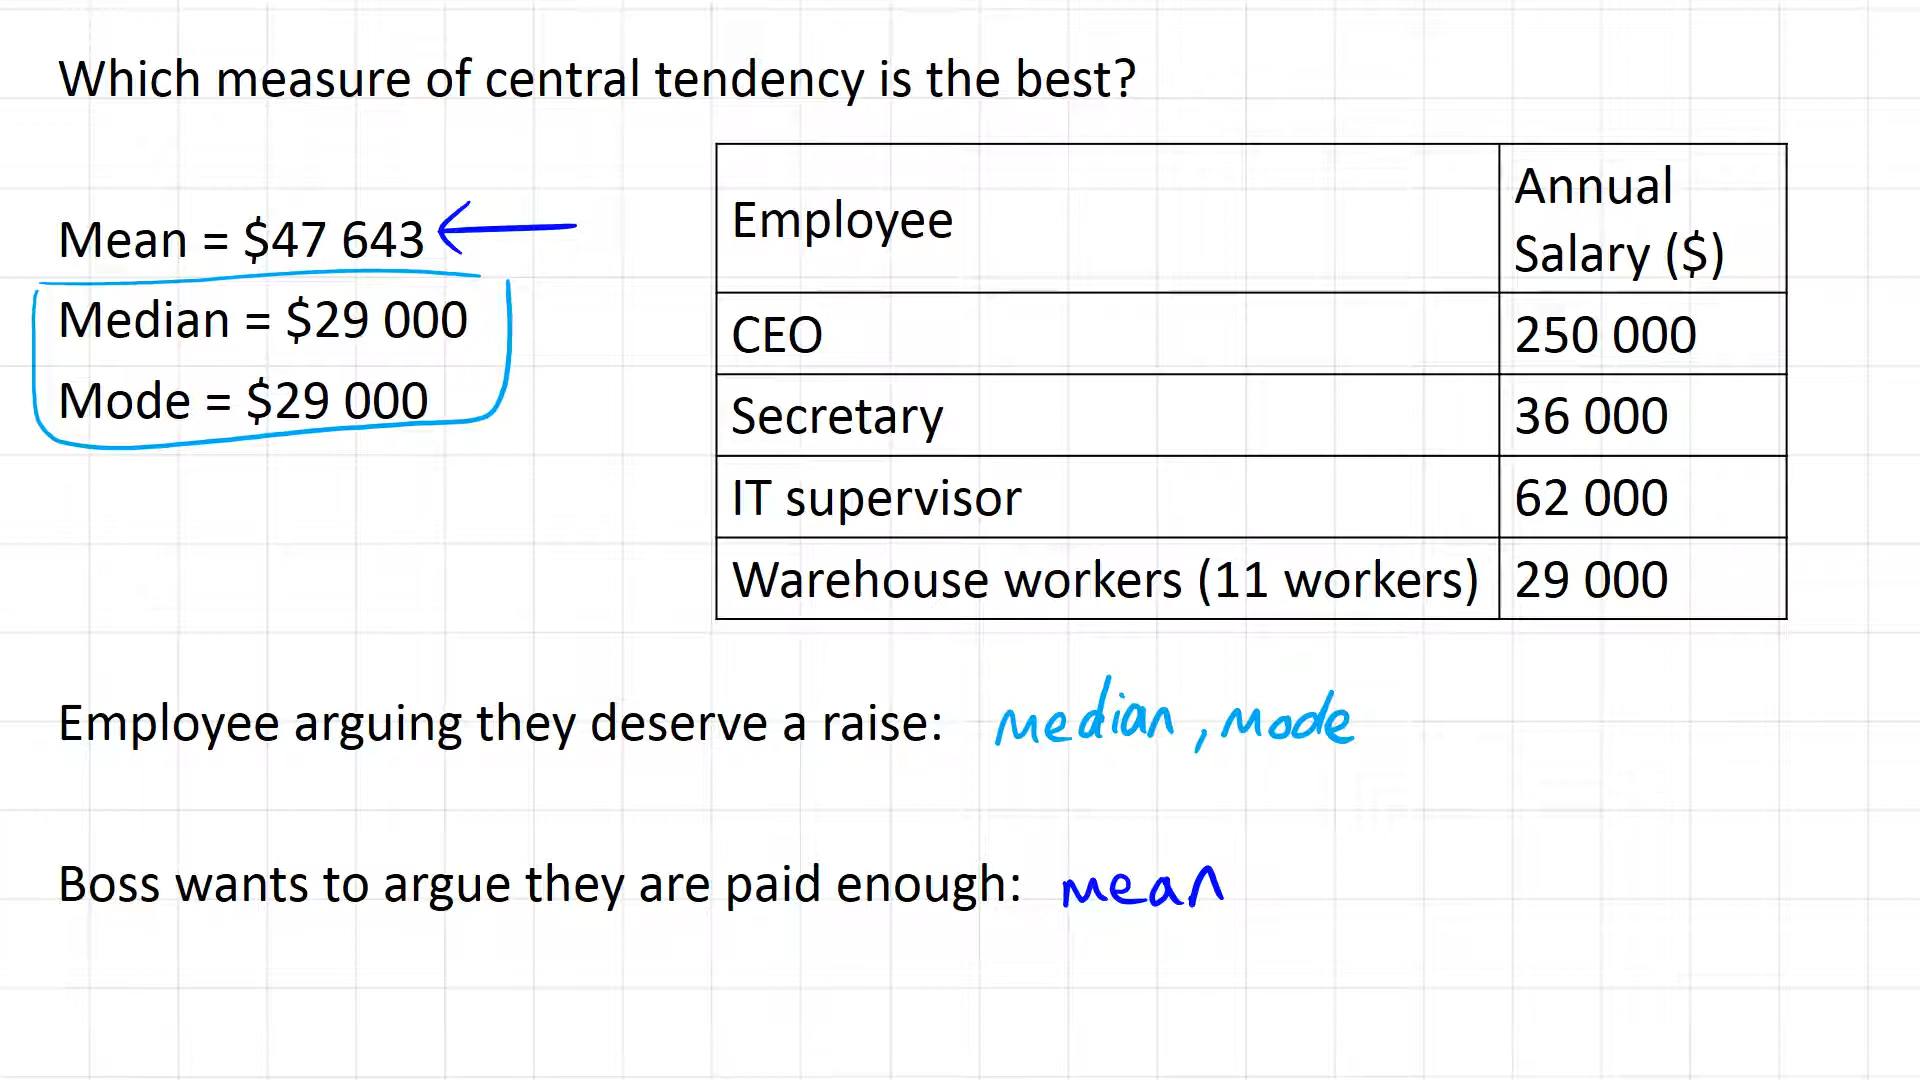 Which measure of central tendency is the best?
Mean = $47 643
Median = $29 000
Mode = $29 000
Employee Annual Salary ($)
CEO 250 000
Secretary 36 000
IT supervisor 62 000
Warehouse workers (11 workers) 29 000
Employee arguing they deserve a raise: median, mode
Boss wants to argue they are paid enough: mean